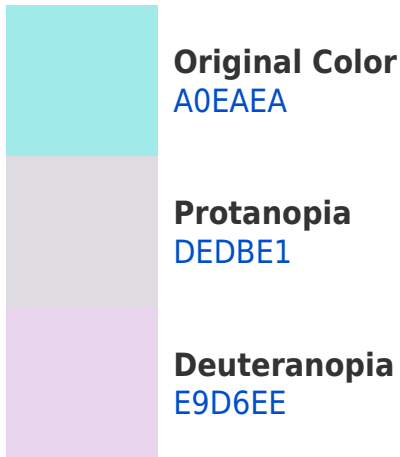 Original Color
A0EAEA
Protanopia
DEDBE1
Deuteranopia
E9D6EE